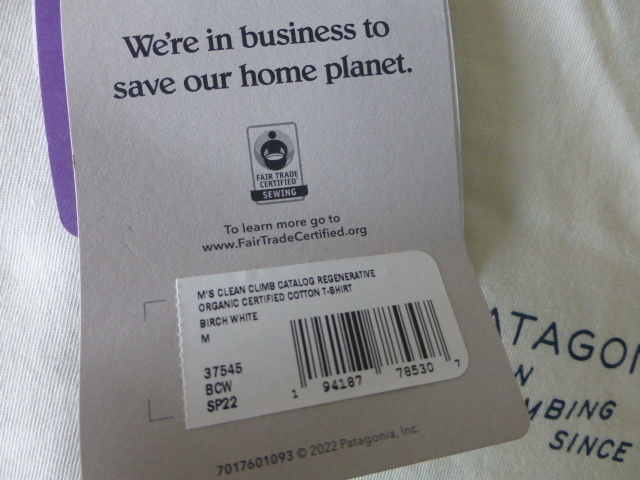 We're in business to
save our home planet.
FAIR TRADE
CERTIFIED
SEWING
To learn more go to
www.FairTradeCertified.org
M'S CLEAN CLIMB CATALOG REGENERATIVE
ORGANIC CERTIFIED COTTON T-SHIRT
BIRCH WHITE
M
37545
BCW
SP22
1 94187 78530 7
7017601093 © 2022 Patagonia, Inc.
ATAGON
N
MBING
SINCE